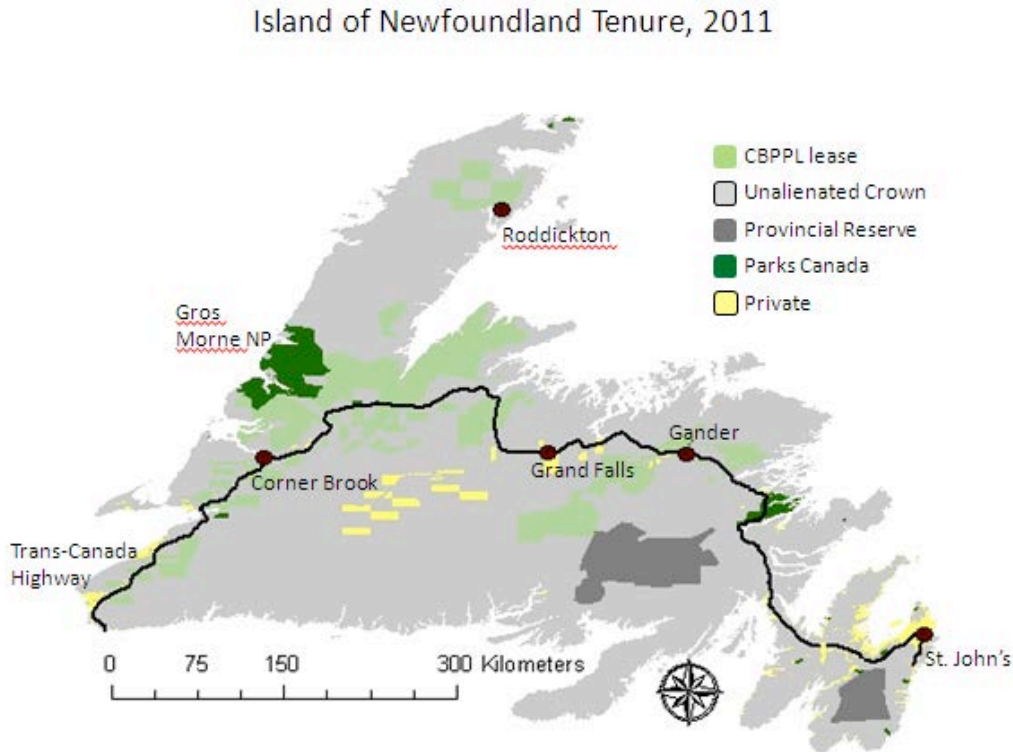 Island of Newfoundland Tenure, 2011
CBPPL lease
Unalienated Crown
Provincial Reserve
Parks Canada
Private
Roddickton
Gros
Morne NP
Gander
Grand Falls
Corner Brook
Trans-Canada
Highway
St. John's
0 75 150 300 Kilometers